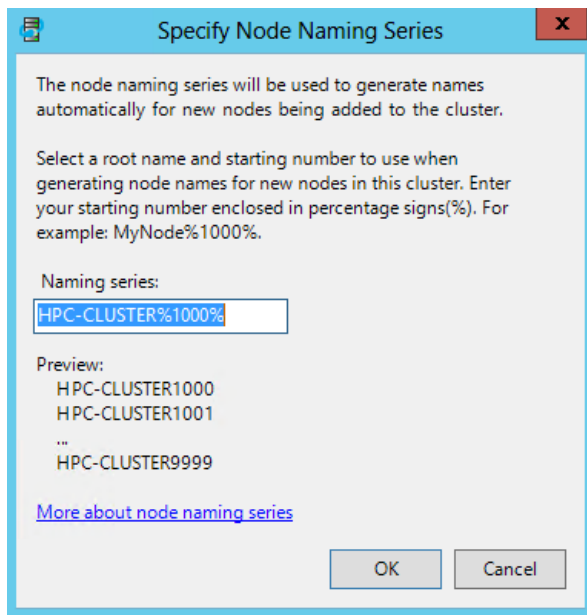 Specify Node Naming Series
x
The node naming series will be used to generate names
automatically for new nodes being added to the cluster.
Select a root name and starting number to use when
generating node names for new nodes in this cluster. Enter
your starting number enclosed in percentage signs(%). For
example: MyNode%1000%.
Naming series:
HPC-CLUSTER%1000%
Preview:
HPC-CLUSTER1000
HPC-CLUSTER1001
...
HPC-CLUSTER9999
More about node naming series
OK
Cancel